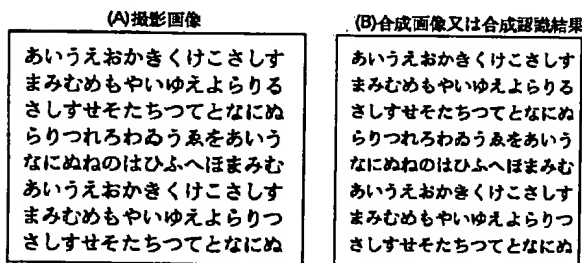 (A)撮影画像
あいうえおかきくけこさしす
まみむめもやいゆえよらりる
さしすせそたちつてとなにぬ
らりつれろわゐうゑをあいう
なにぬねのはひふへほまみむ
あいうえおかきくけこさしす
まみむめもやいゆえよらりつ
さしすせそたちつてとなにぬ
(B)合成画像又は合成認識結果
あいうえおかきくけこさしす
まみむめもやいゆえよらりる
さしすせそたちつてとなにぬ
らりつれろわゐうゑをあいう
なにぬねのはひふへほまみむ
あいうえおかきくけこさしす
まみむめもやいゆえよらりつ
さしすせそたちつてとなにぬ